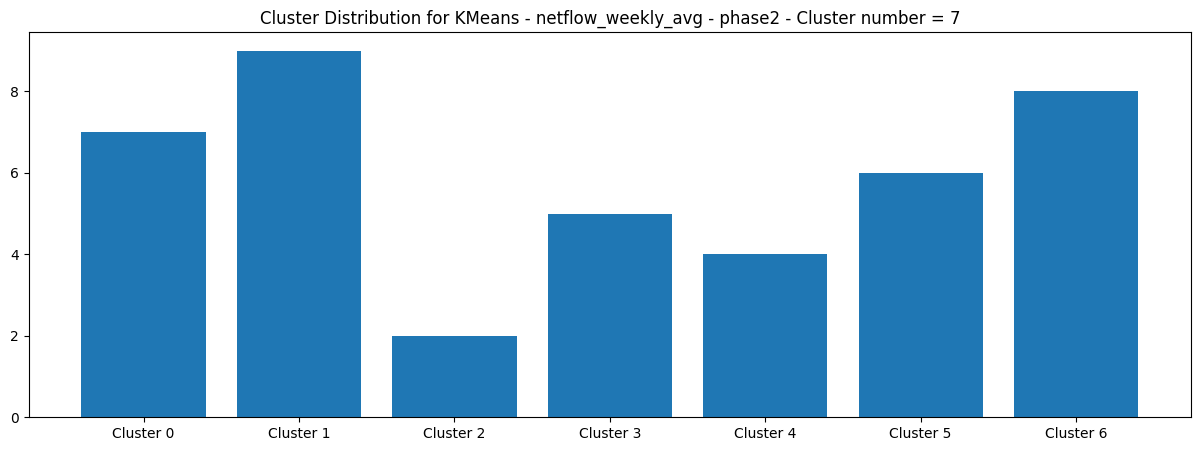 Cluster Distribution for KMeans - netflow_weekly_avg - phase2 - Cluster number = 7
8
6
4
2
0
Cluster 0 Cluster 1 Cluster 2 Cluster 3 Cluster 4 Cluster 5 Cluster 6